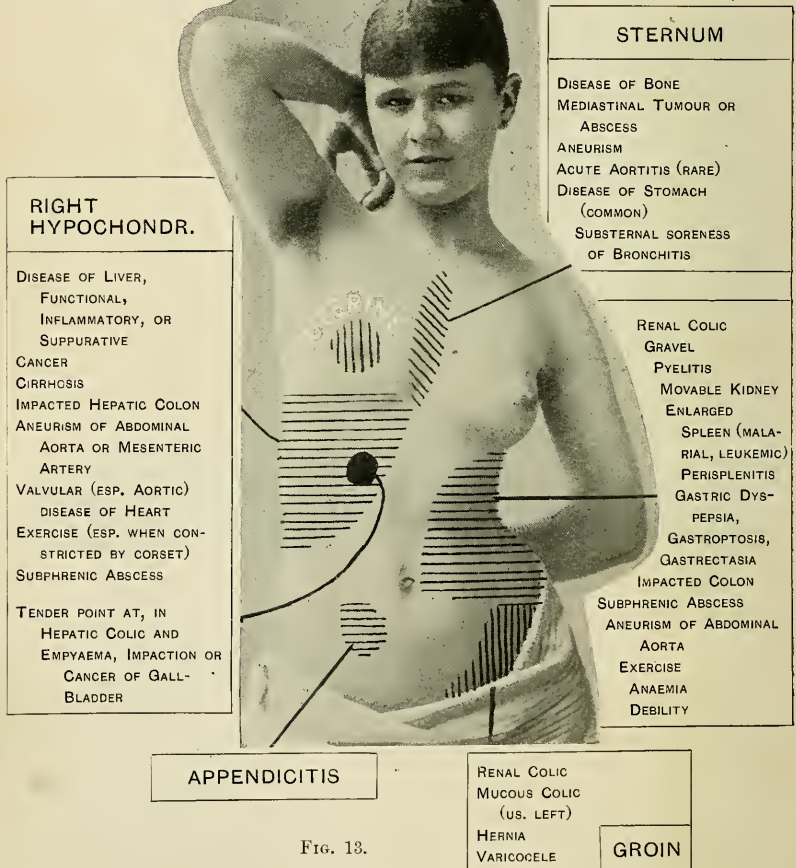 STERNUM
DISEASE OF BONE
MEDIASTINAL TUMOUR OR
ABSCESS
ANEURISM
ACUTE AORTITIS (RARE)
DISEASE OF STOMACH
(COMMON)
SUBSTERNAL SORENESS
OF BRONCHITIS
RIGHT
HYPOCHONDR.
DISEASE OF LIVER,
FUNCTIONAL,
INFLAMMATORY, OR
SUPPURATIVE
CANCER
CIRRHOSIS
IMPACTED HEPATIC COLON
ANEURISM OF ABDOMINAL
AORTA OR MESENTERIC
ARTERY
VALVULAR (ESP. AORTIC)
DISEASE OF HEART
EXERCISE (ESP. WHEN CON-
STRICTED BY CORSET)
SUBPHRENIC ABSCESS
TENDER POINT AT, IN
HEPATIC COLIC AND
EMPYAEMA, IMPACTION OR
CANCER OF GALL-
BLADDER
RENAL COLIC
GRAVEL
PYELITIS
MOVABLE KIDNEY
ENLARGED
SPLEEN (MALA-
RIAL, LEUKEMIC)
PERISPLENITIS
GASTRIC DYS-
PEPSIA,
GASTROPTOSIS,
GASTRECTASIA
IMPACTED COLON
SUBPHRENIC ABSCESS
ANEURISM OF ABDOMINAL
AORTA
EXERCISE
ANAEMIA
DEBILITY
APPENDICITIS
RENAL COLIC
MUCOUS COLIC
(US. LEFT)
HERNIA
VARICOCELE
GROIN
FIG. 13.